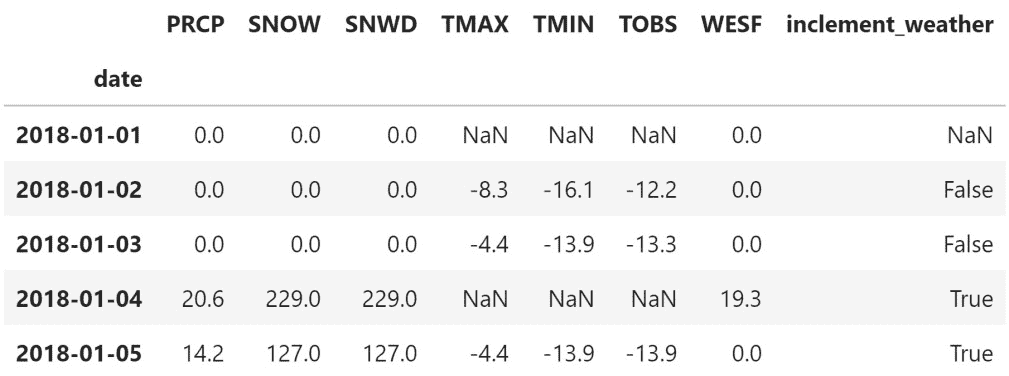 PRCP SNOW SNWD TMAX TMIN TOBS WESF inclement_weather
date
2018-01-01 0.0 0.0 0.0 NaN NaN NaN 0.0 NaN
2018-01-02 0.0 0.0 0.0 -8.3 -16.1 -12.2 0.0 False
2018-01-03 0.0 0.0 0.0 -4.4 -13.9 -13.3 0.0 False
2018-01-04 20.6 229.0 229.0 NaN NaN NaN 19.3 True
2018-01-05 14.2 127.0 127.0 -4.4 -13.9 -13.9 0.0 True